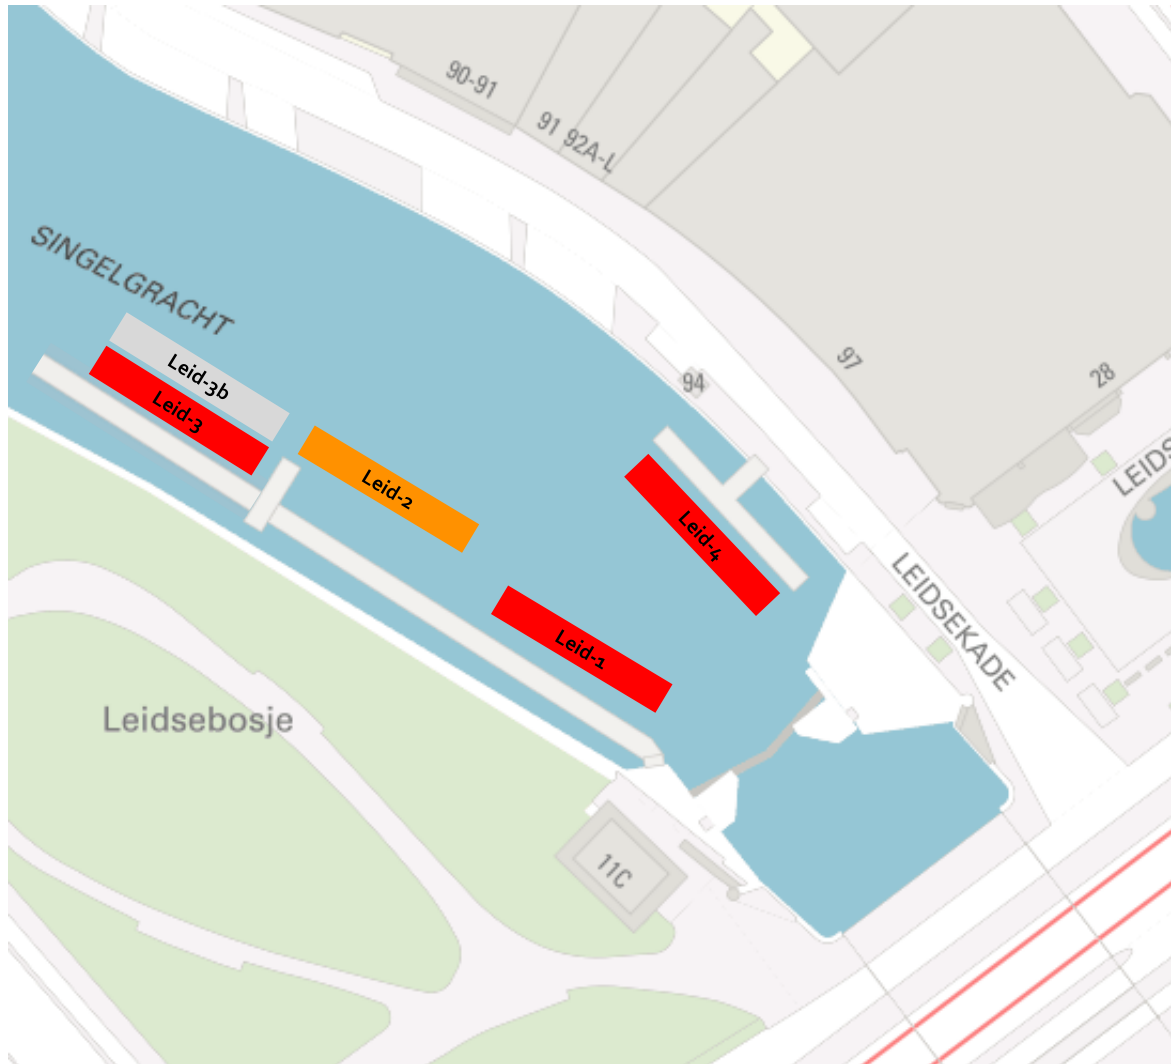 90-91
91 92A-L
SINGELGRACHT
Leid-3b
Leid-3
Leid-2
94
97
28
LEIDS
Leid-4
LEIDSEKADE
Leid-1
Leidsebosje
11C